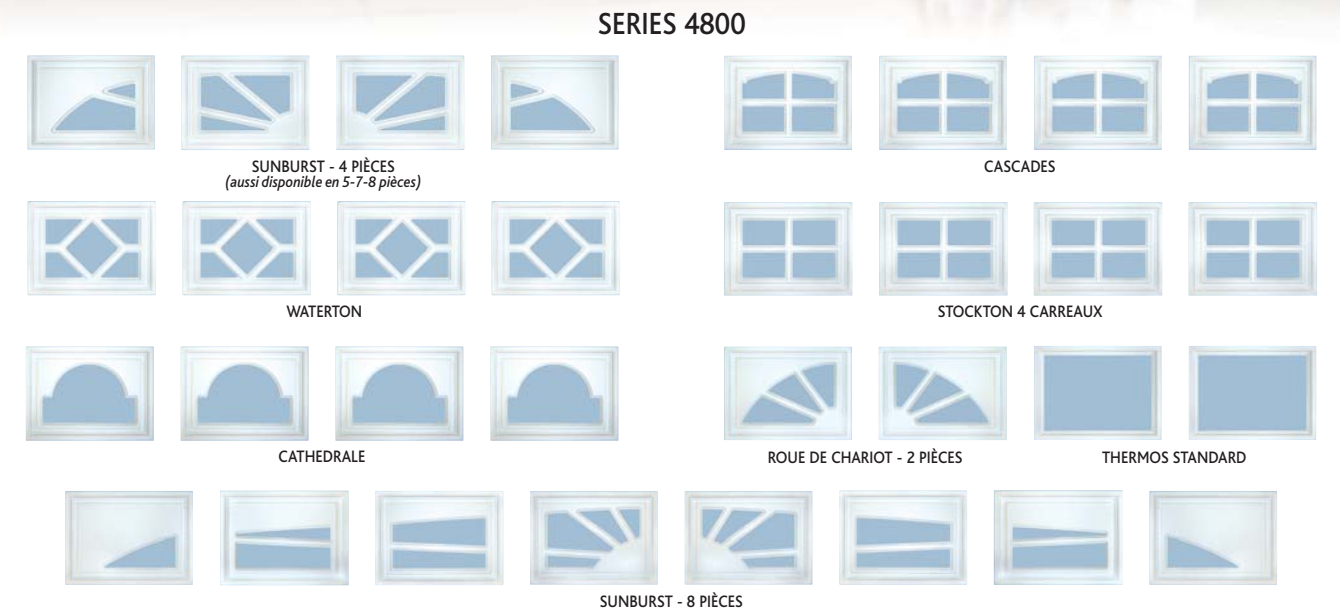 SERIES 4800
SUNBURST - 4 PIÈCES
(aussi disponible en 5-7-8 pièces)
CASCADES
WATERTON
STOCKTON 4 CARREAUX
CATHEDRALE
ROUE DE CHARIOT - 2 PIÈCES
THERMOS STANDARD
SUNBURST - 8 PIÈCES